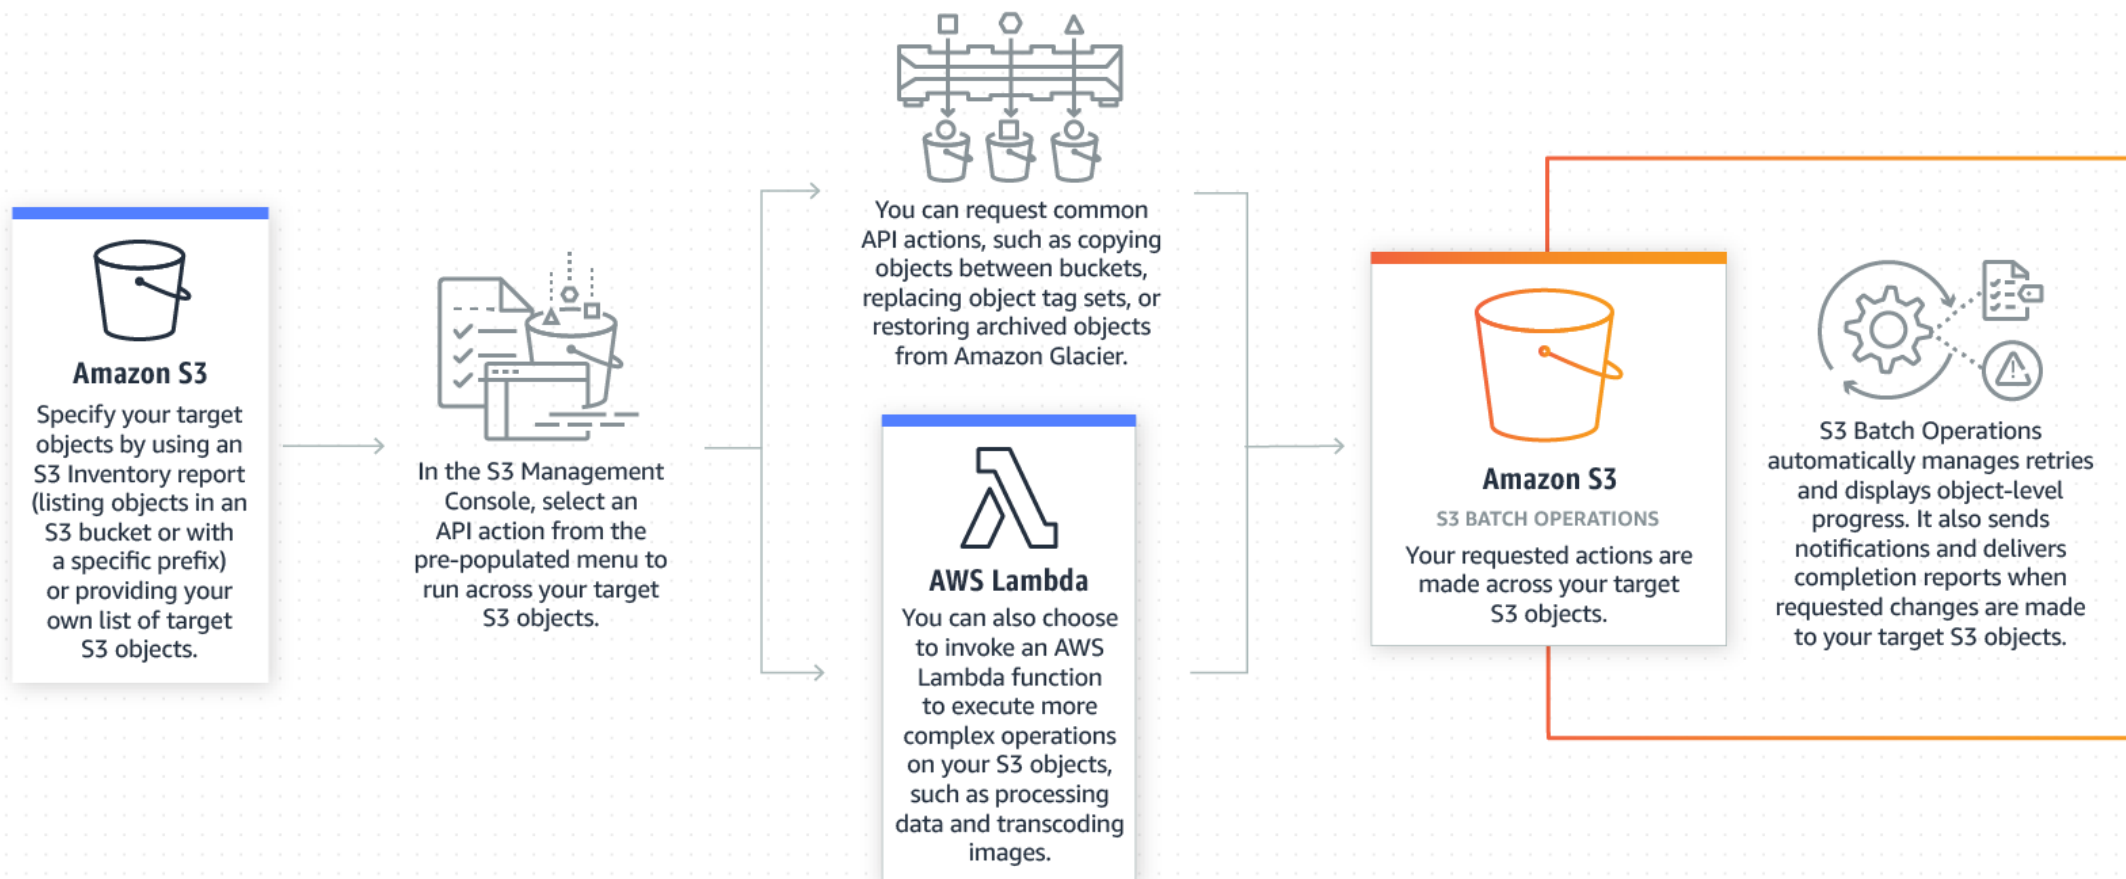 Amazon S3
Specify your target
objects by using an
S3 Inventory report
(listing objects in an
S3 bucket or with
a specific prefix)
or providing your
own list of target
S3 objects.
In the S3 Management
Console, select an
API action from the
pre-populated menu to
run across your target
S3 objects.
You can request common
API actions, such as copying
objects between buckets,
replacing object tag sets, or
restoring archived objects
from Amazon Glacier.
AWS Lambda
You can also choose
to invoke an AWS
Lambda function
to execute more
complex operations
on your S3 objects,
such as processing
data and transcoding
images.
Amazon S3
S3 BATCH OPERATIONS
Your requested actions are
made across your target
S3 objects.
S3 Batch Operations
automatically manages retries
and displays object-level
progress. It also sends
notifications and delivers
completion reports when
requested changes are made
to your target S3 objects.